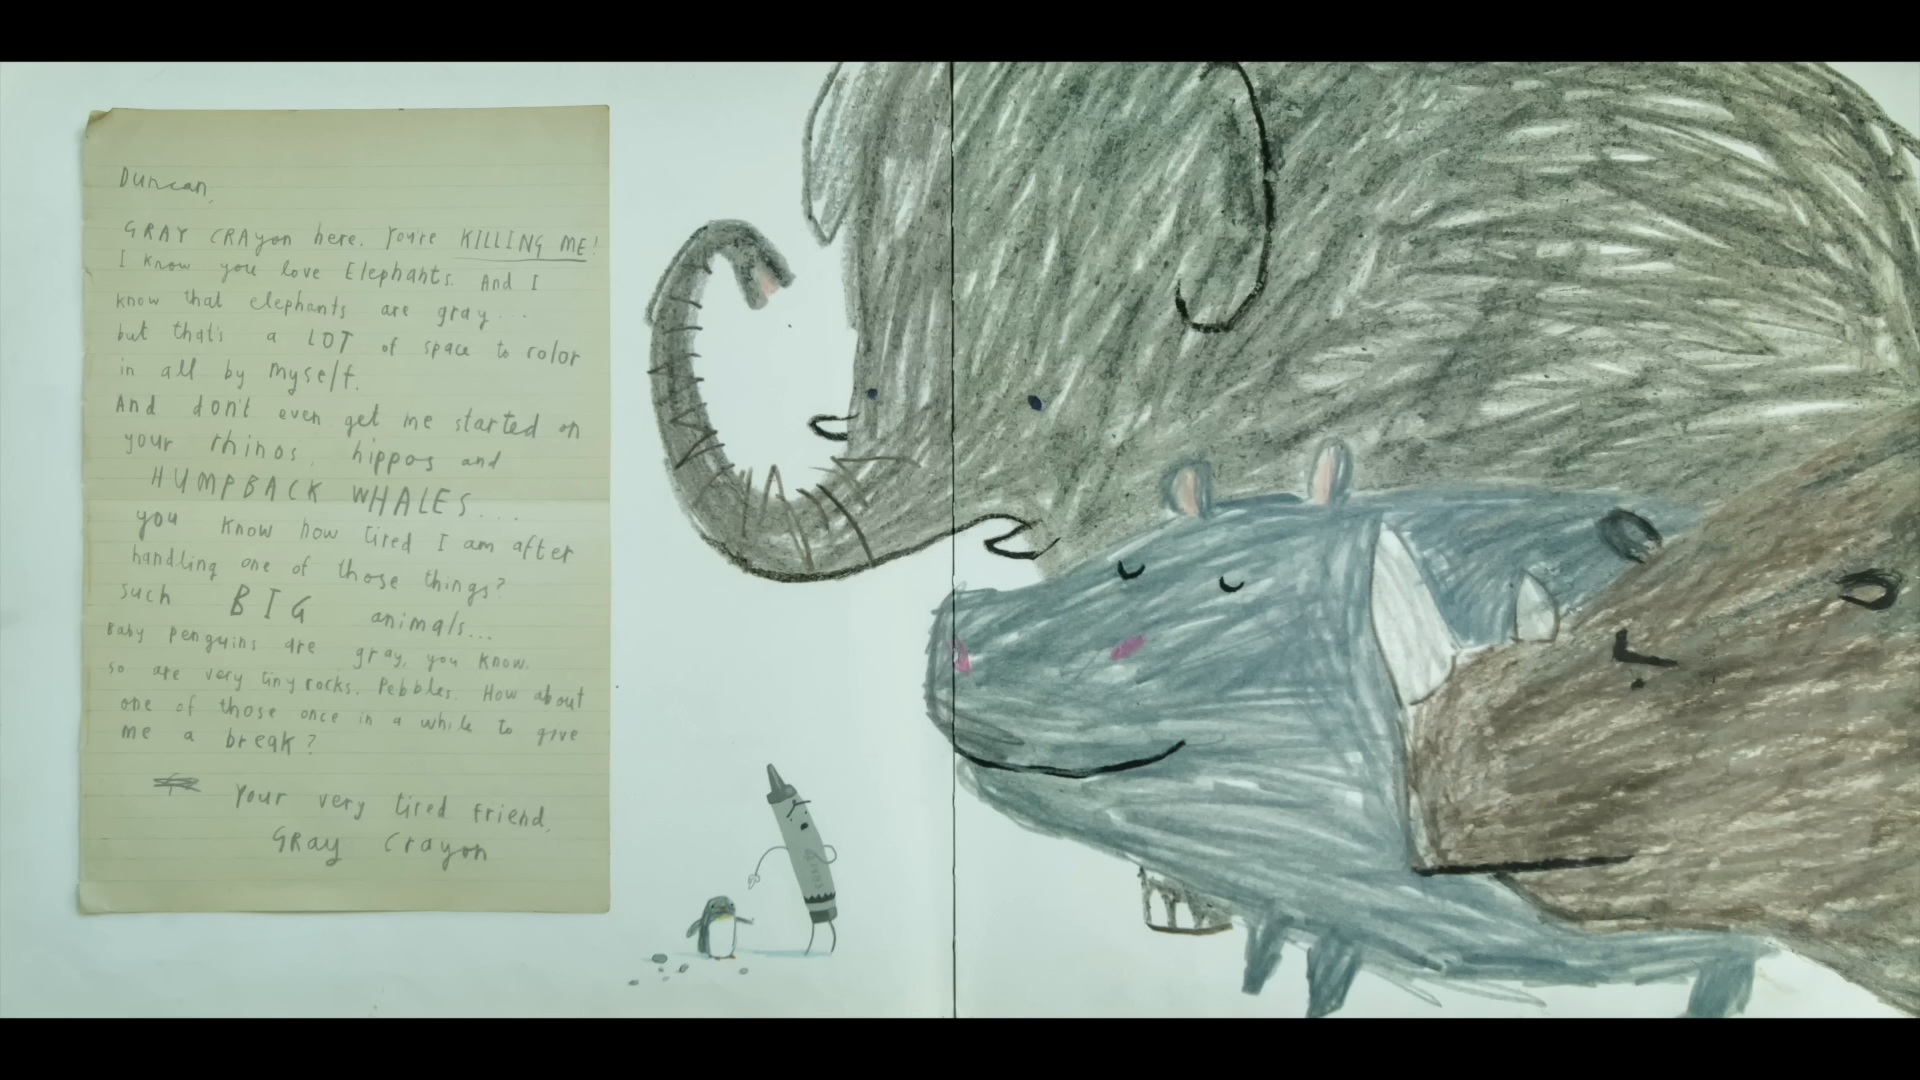 Duncan,
GRAY CRAYON here. You're KILLING ME!
I know you love Elephants. And I
know that elephants are gray...
but that's a LOT of space to color
in all by myself.
And don't even get me started on
your rhinos, hippos and
HUMPBACK WHALES...
you know how tired I am after
handling one of those things?
such BIG animals...
Baby penguins are gray, you know.
so are very tiny rocks. Pebbles. How about
one of those once in a while to give
me a break?
Your very tired friend,
GRay Crayon